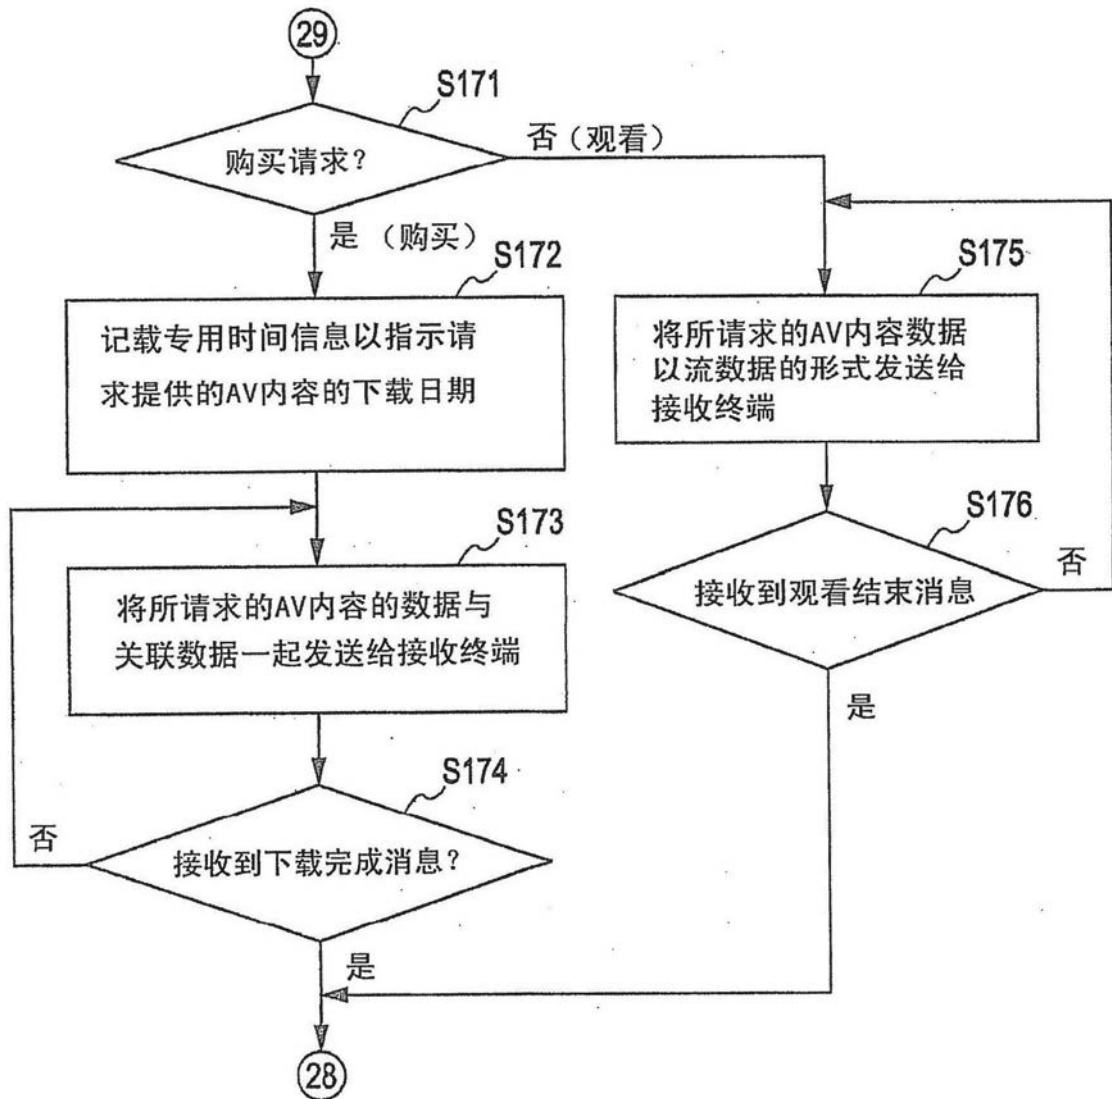 29
S171
购买请求?
否(观看)
是 (购买)
S172
记载专用时间信息以指示请
求提供的AV内容的下载日期
S173
将所请求的AV内容的数据与
关联数据一起发送给接收终端
S174
接收到下载完成消息?
否
是
S175
将所请求的AV内容数据
以流数据的形式发送给
接收终端
S176
接收到观看结束消息
否
是
28